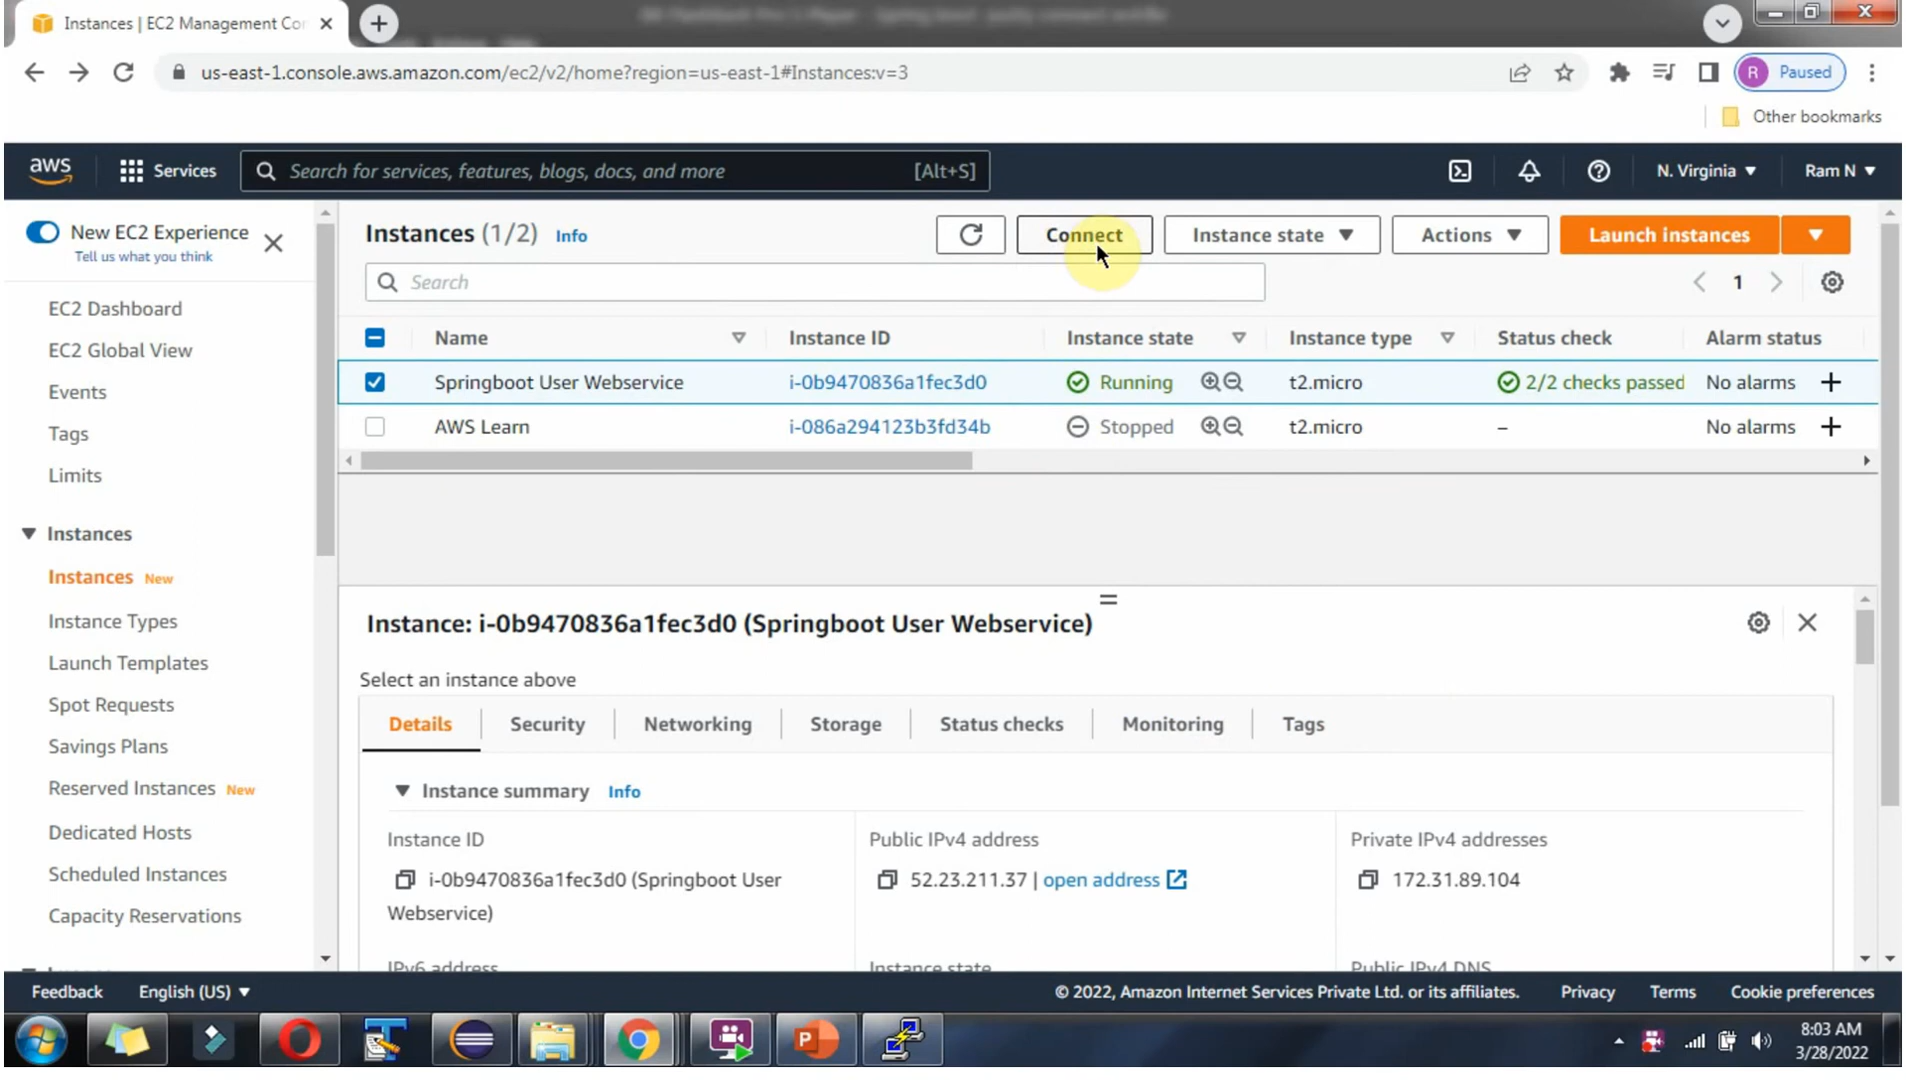 Instances | EC2 Management Con
us-east-1.console.aws.amazon.com/ec2/v2/home?region=us-east-1#Instances:v=3
R Paused
Other bookmarks
aws Services Search for services, features, blogs, docs, and more [Alt+S] N. Virginia Ram N
New EC2 Experience
Tell us what you think
EC2 Dashboard
EC2 Global View
Events
Tags
Limits
Instances
Instances New
Instance Types
Launch Templates
Spot Requests
Savings Plans
Reserved Instances New
Dedicated Hosts
Scheduled Instances
Capacity Reservations
Instances (1/2) Info Connect Instance state Actions Launch instances
Search 1
Name Instance ID Instance state Instance type Status check Alarm status
Springboot User Webservice i-0b9470836a1fec3d0 Running t2.micro 2/2 checks passed No alarms +
AWS Learn i-086a294123b3fd34b Stopped t2.micro – No alarms +
Instance: i-0b9470836a1fec3d0 (Springboot User Webservice)
Select an instance above
Details Security Networking Storage Status checks Monitoring Tags
Instance summary Info
Instance ID Public IPv4 address Private IPv4 addresses
i-0b9470836a1fec3d0 (Springboot User 52.23.211.37 | open address 172.31.89.104
Webservice)
IPv6 address Instance state Public IPv4 DNS
Feedback English (US) © 2022, Amazon Internet Services Private Ltd. or its affiliates. Privacy Terms Cookie preferences
8:03 AM
3/28/2022